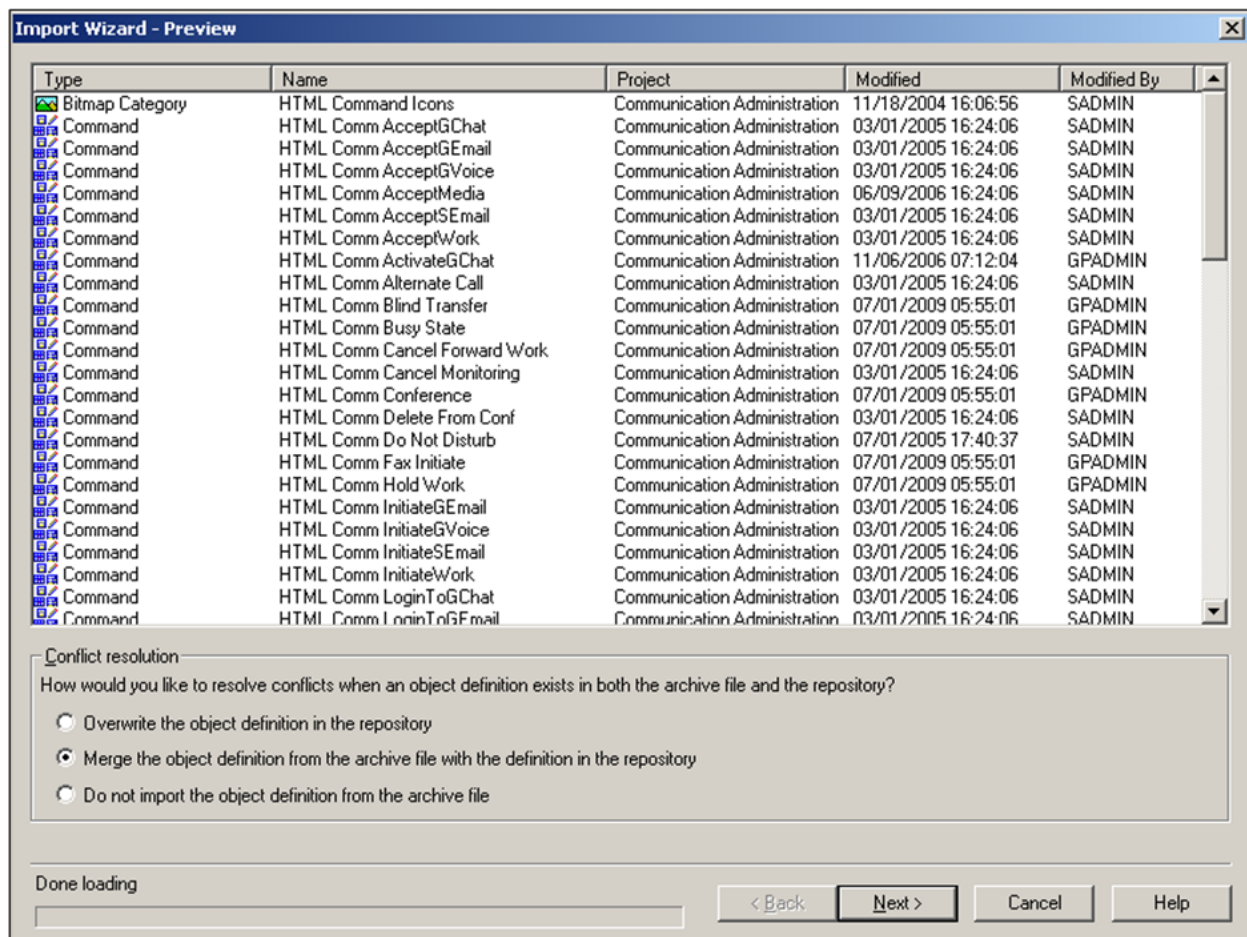 Import Wizard - Preview
Type Name Project Modified Modified By
Bitmap Category HTML Command Icons Communication Administration 11/18/2004 16:06:56 SADMIN
Command HTML Comm AcceptGChat Communication Administration 03/01/2005 16:24:06 SADMIN
Command HTML Comm AcceptGEmail Communication Administration 03/01/2005 16:24:06 SADMIN
Command HTML Comm AcceptGVoice Communication Administration 03/01/2005 16:24:06 SADMIN
Command HTML Comm AcceptMedia Communication Administration 06/09/2006 16:24:06 SADMIN
Command HTML Comm AcceptSEmail Communication Administration 03/01/2005 16:24:06 SADMIN
Command HTML Comm AcceptWork Communication Administration 03/01/2005 16:24:06 SADMIN
Command HTML Comm ActivateGChat Communication Administration 11/06/2006 07:12:04 GPADMIN
Command HTML Comm Alternate Call Communication Administration 03/01/2005 16:24:06 SADMIN
Command HTML Comm Blind Transfer Communication Administration 07/01/2009 05:55:01 GPADMIN
Command HTML Comm Busy State Communication Administration 07/01/2009 05:55:01 GPADMIN
Command HTML Comm Cancel Forward Work Communication Administration 07/01/2009 05:55:01 GPADMIN
Command HTML Comm Cancel Monitoring Communication Administration 03/01/2005 16:24:06 SADMIN
Command HTML Comm Conference Communication Administration 07/01/2009 05:55:01 GPADMIN
Command HTML Comm Delete From Conf Communication Administration 03/01/2005 16:24:06 SADMIN
Command HTML Comm Do Not Disturb Communication Administration 07/01/2005 17:40:37 SADMIN
Command HTML Comm Fax Initiate Communication Administration 07/01/2009 05:55:01 GPADMIN
Command HTML Comm Hold Work Communication Administration 07/01/2009 05:55:01 GPADMIN
Command HTML Comm InitiateGEmail Communication Administration 03/01/2005 16:24:06 SADMIN
Command HTML Comm InitiateGVoice Communication Administration 03/01/2005 16:24:06 SADMIN
Command HTML Comm InitiateSEmail Communication Administration 03/01/2005 16:24:06 SADMIN
Command HTML Comm InitiateWork Communication Administration 03/01/2005 16:24:06 SADMIN
Command HTML Comm LoginToGChat Communication Administration 03/01/2005 16:24:06 SADMIN
Command HTML Comm LoginToGEmail Communication Administration 03/01/2005 16:24:06 SADMIN
Conflict resolution
How would you like to resolve conflicts when an object definition exists in both the archive file and the repository?
Overwrite the object definition in the repository
Merge the object definition from the archive file with the definition in the repository
Do not import the object definition from the archive file
Done loading
< Back Next > Cancel Help